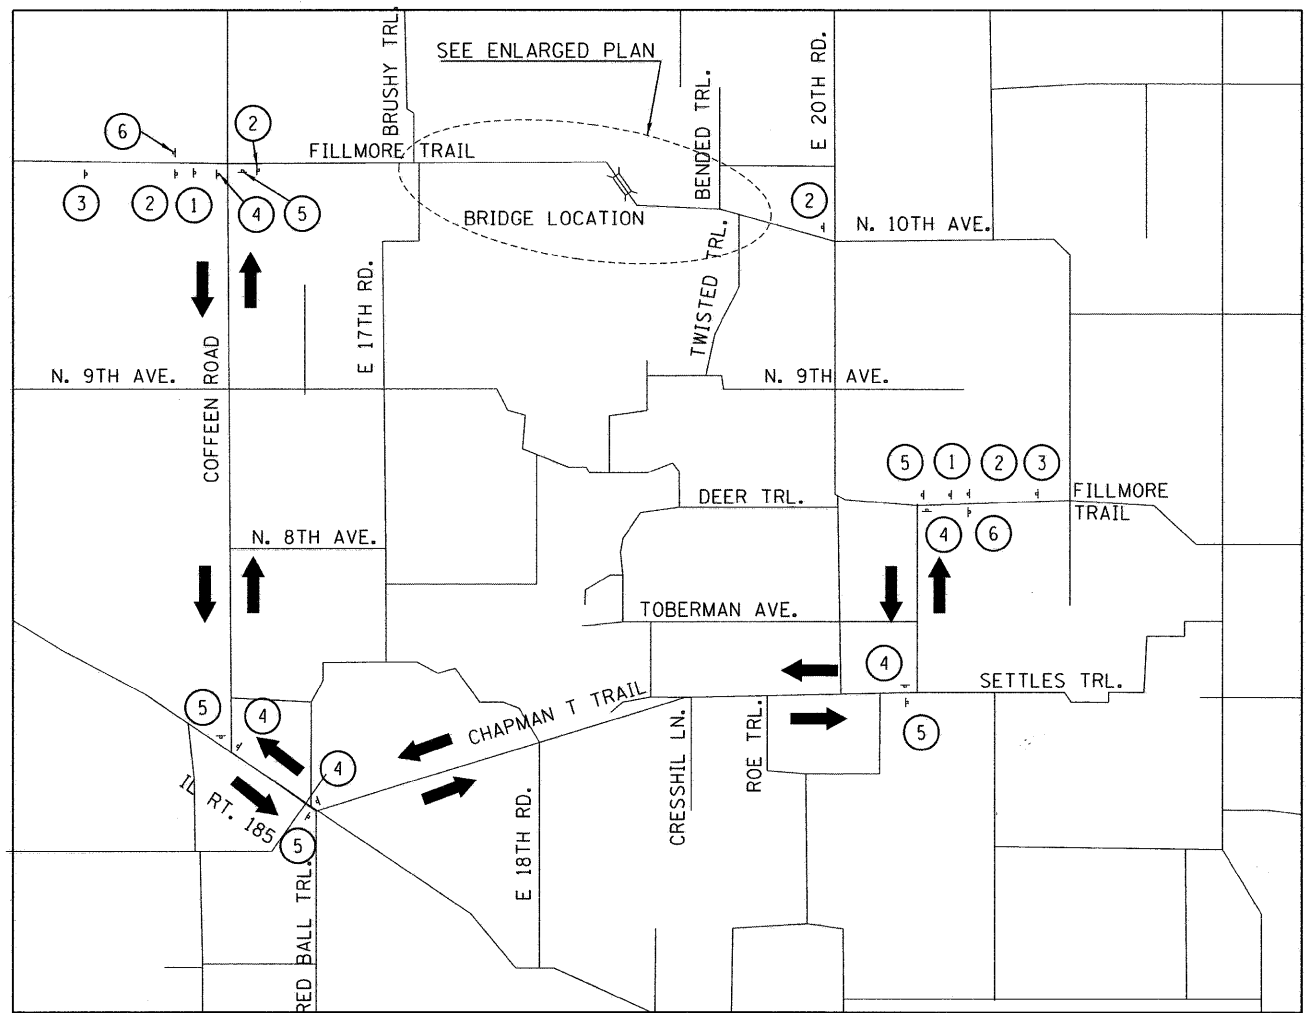 BRUSHY TRL.
SEE ENLARGED PLAN
BENDED TRL.
E 20TH RD.
6
2
FILLMORE TRAIL
3
2
1
4
5
BRIDGE LOCATION
2
N. 10TH AVE.
TWISTED TRL.
E 17TH RD.
COFFEEN ROAD
N. 9TH AVE.
N. 9TH AVE.
5
1
2
3
DEER TRL.
FILLMORE
TRAIL
4
6
N. 8TH AVE.
TOBERMAN AVE.
4
SETTLES TRL.
5
5
4
CHAPMAN T TRAIL
CRESSHIL LN.
ROE TRL.
4
IL RT. 185
5
E 18TH RD.
RED BALL TRL.